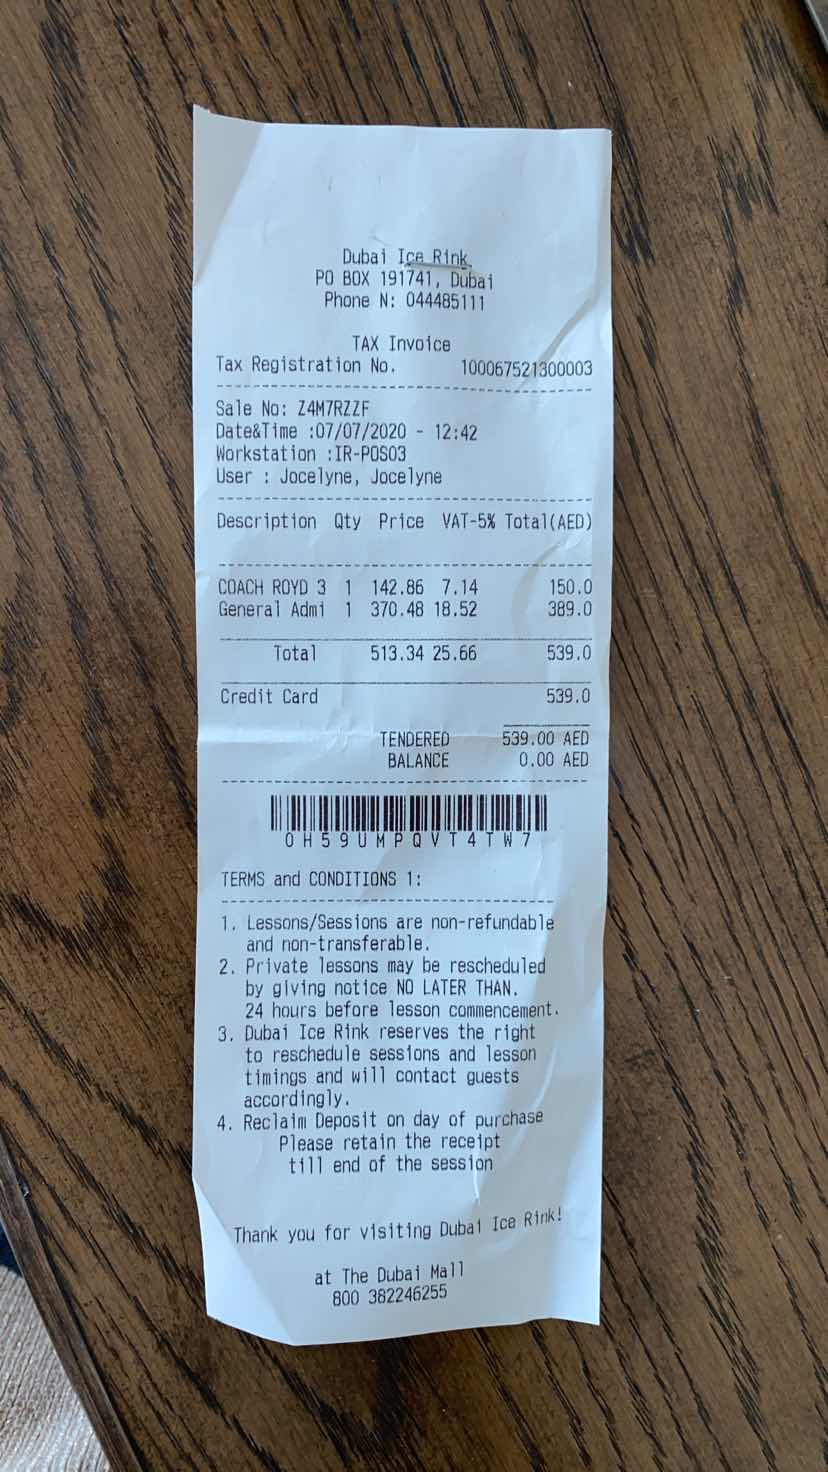 Dubai Ice Rink
PO BOX 191741, Dubai
Phone N: 044485111
TAX Invoice
Tax Registration No. 100067521300003
Sale No: Z4M7RZZF
Date&Time :07/07/2020 - 12:42
Workstation :IR-POS03
User : Jocelyne, Jocelyne
Description Qty Price VAT-5% Total(AED)
COACH ROYD 3 1 142.86 7.14 150.0
General Admi 1 370.48 18.52 389.0
Total 513.34 25.66 539.0
Credit Card 539.0
TENDERED 539.00 AED
BALANCE 0.00 AED
0H59UMPQVT4TW7
TERMS and CONDITIONS 1:
1. Lessons/Sessions are non-refundable
and non-transferable.
2. Private lessons may be rescheduled
by giving notice NO LATER THAN.
24 hours before lesson commencement.
3. Dubai Ice Rink reserves the right
to reschedule sessions and lesson
timings and will contact guests
accordingly.
4. Reclaim Deposit on day of purchase
Please retain the receipt
till end of the session
Thank you for visiting Dubai Ice Rink!
at The Dubai Mall
800 382246255